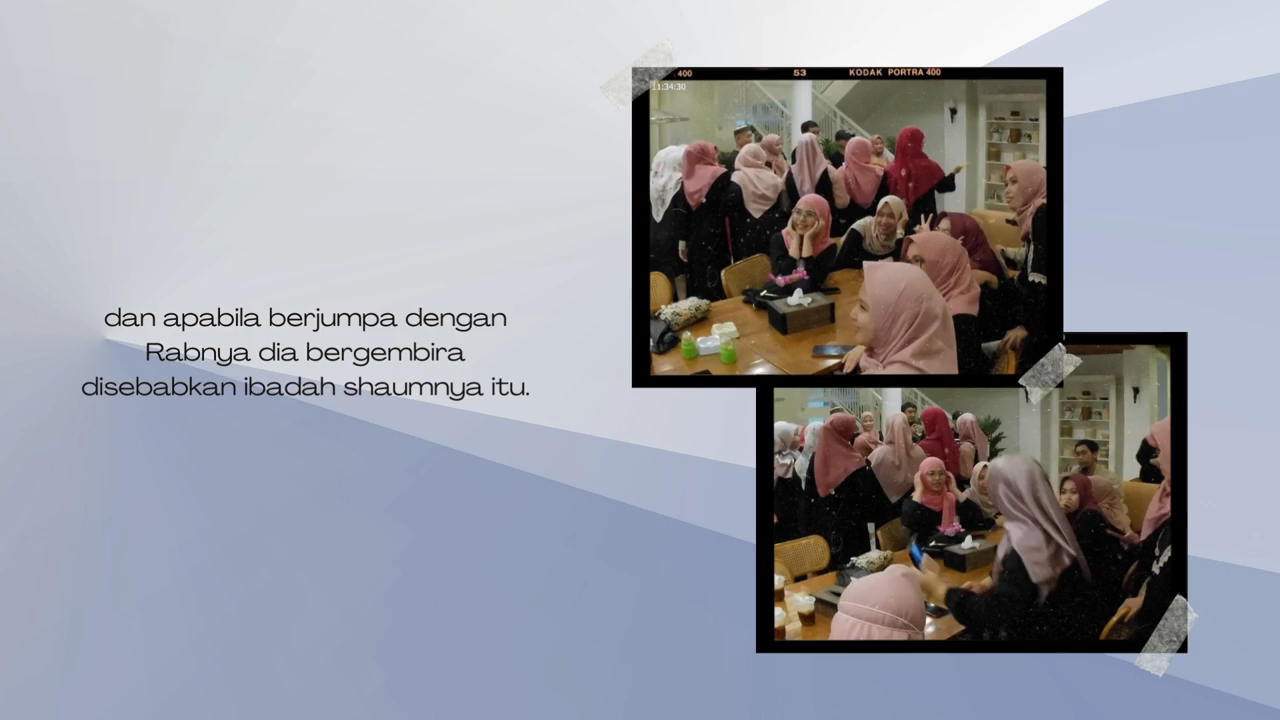 dan apabila berjumpa dengan
Rabnya dia bergembira
disebabkan ibadah shaumnya itu.
400 53 KODAK PORTRA 400
11:34:30